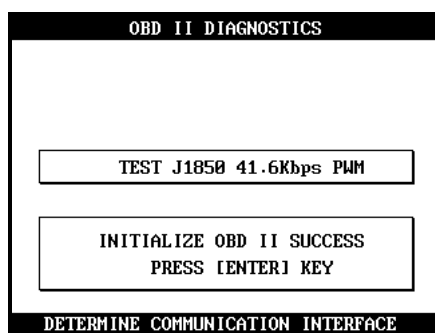 OBD II DIAGNOSTICS
TEST J1850 41.6Kbps PWM
INITIALIZE OBD II SUCCESS
PRESS [ENTER] KEY
DETERMINE COMMUNICATION INTERFACE